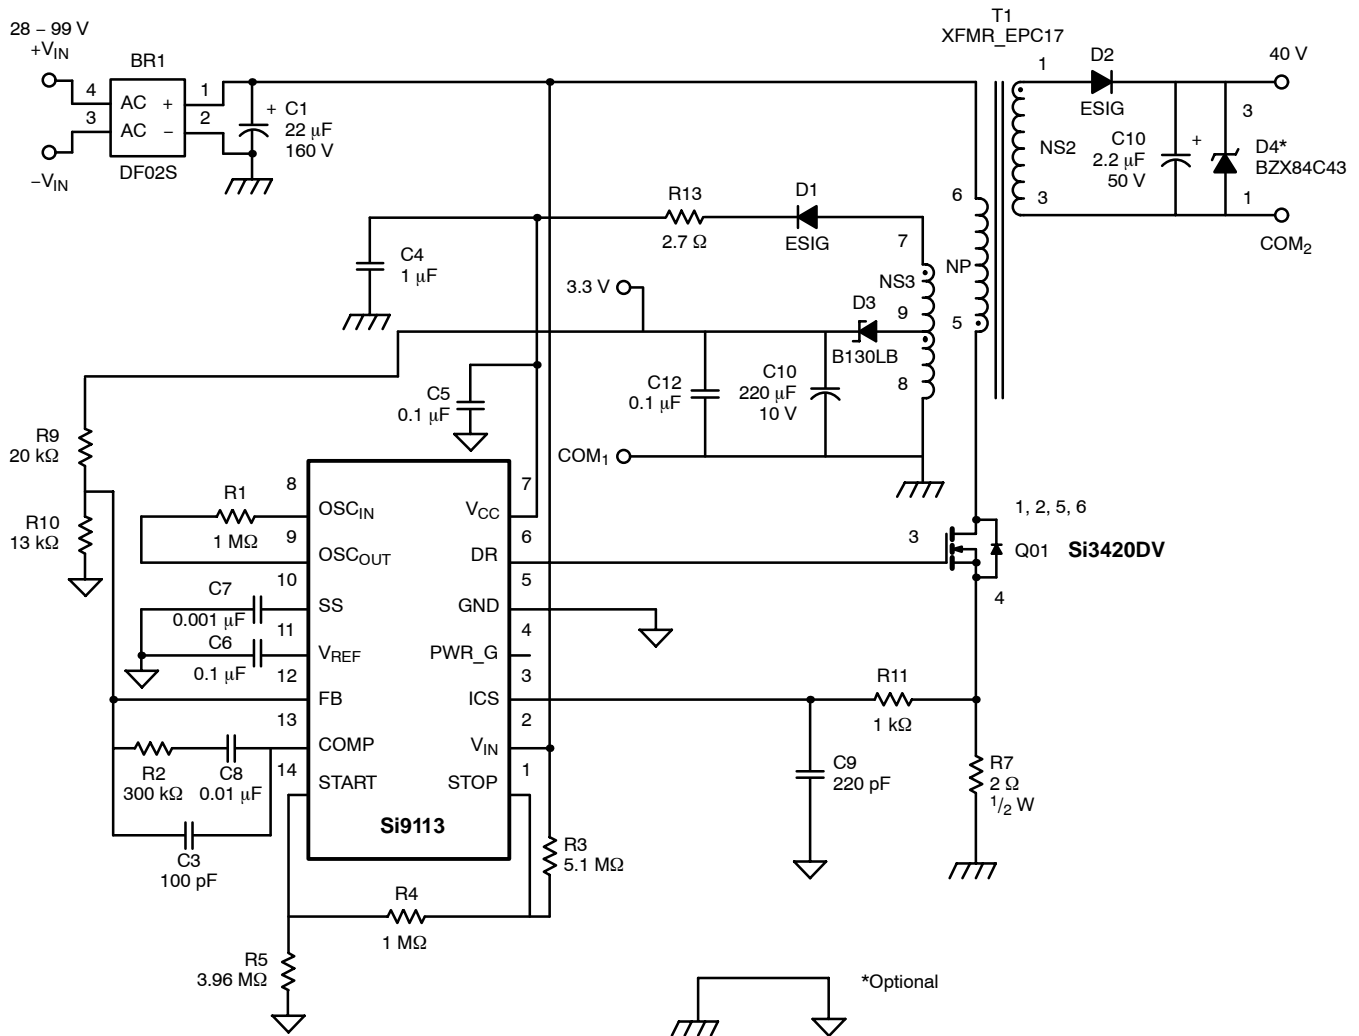 28 – 99 V
+VIN
4
3
–VIN
BR1
AC +
AC –
DF02S
1
2
+ C1
22 μF
160 V
T1
XFMR_EPC17
1
D2
ESIG
40 V
NS2
3
C10
2.2 μF
50 V
+
3
D4*
BZX84C43
1
COM2
6
NP
5
R13
2.7 Ω
D1
ESIG
7
NS3
9
8
C4
1 μF
3.3 V
D3
B130LB
C12
0.1 μF
C10
220 μF
10 V
COM1
C5
0.1 μF
R9
20 kΩ
R10
13 kΩ
R1
1 MΩ
C7
0.001 μF
C6
0.1 μF
R2
300 kΩ
C8
0.01 μF
C3
100 pF
8
OSCIN
9
OSCOUT
10
SS
11
VREF
12
FB
13
COMP
14
START
7
VCC
6
DR
5
GND
4
PWR_G
3
ICS
2
VIN
1
STOP
Si9113
3
1, 2, 5, 6
Q01 Si3420DV
4
R11
1 kΩ
C9
220 pF
R7
2 Ω
1/2 W
R3
5.1 MΩ
R4
1 MΩ
R5
3.96 MΩ
*Optional